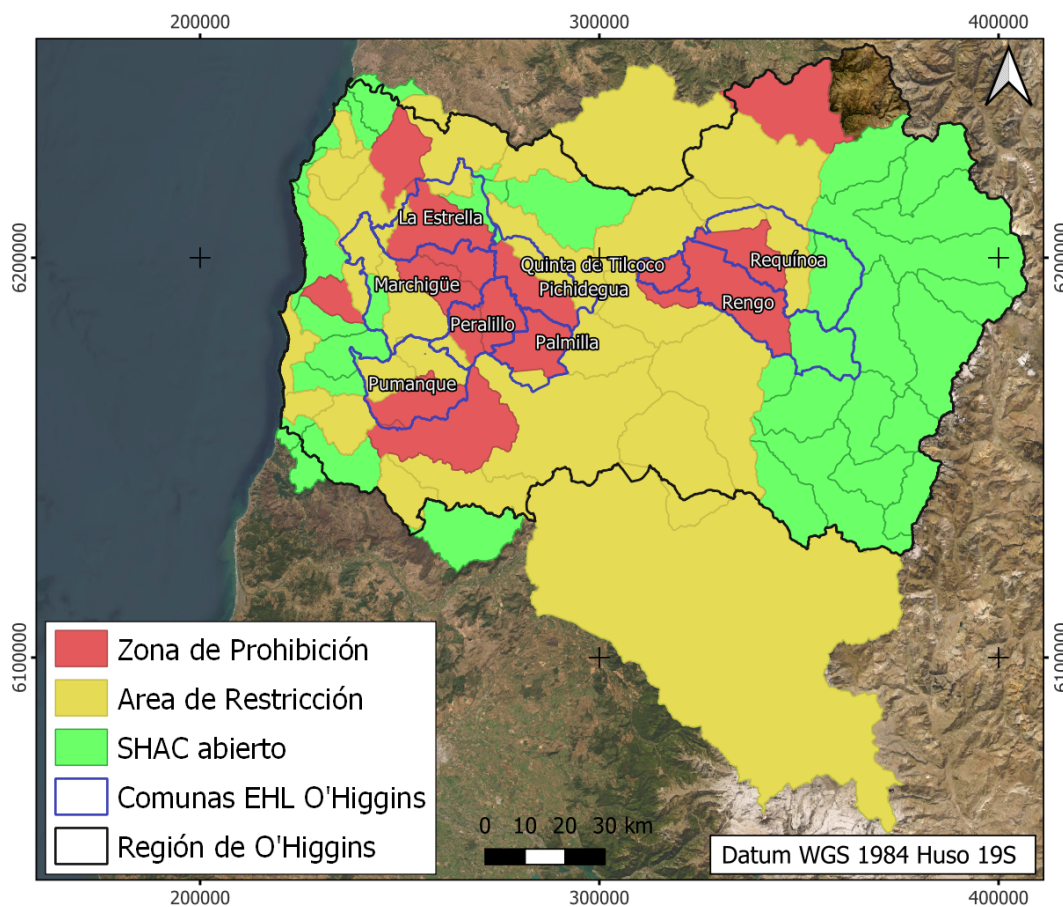 200000
300000
400000
6200000
6200000
La Estrella
Quinta de Tilcoco
Requínoa
Marchigüe
Pichidegua
Rengo
Peralillo
Palmilla
Pumanque
6100000
6100000
Zona de Prohibición
Area de Restricción
SHAC abierto
Comunas EHL O'Higgins
Región de O'Higgins
0 10 20 30 km
Datum WGS 1984 Huso 19S
200000
300000
400000